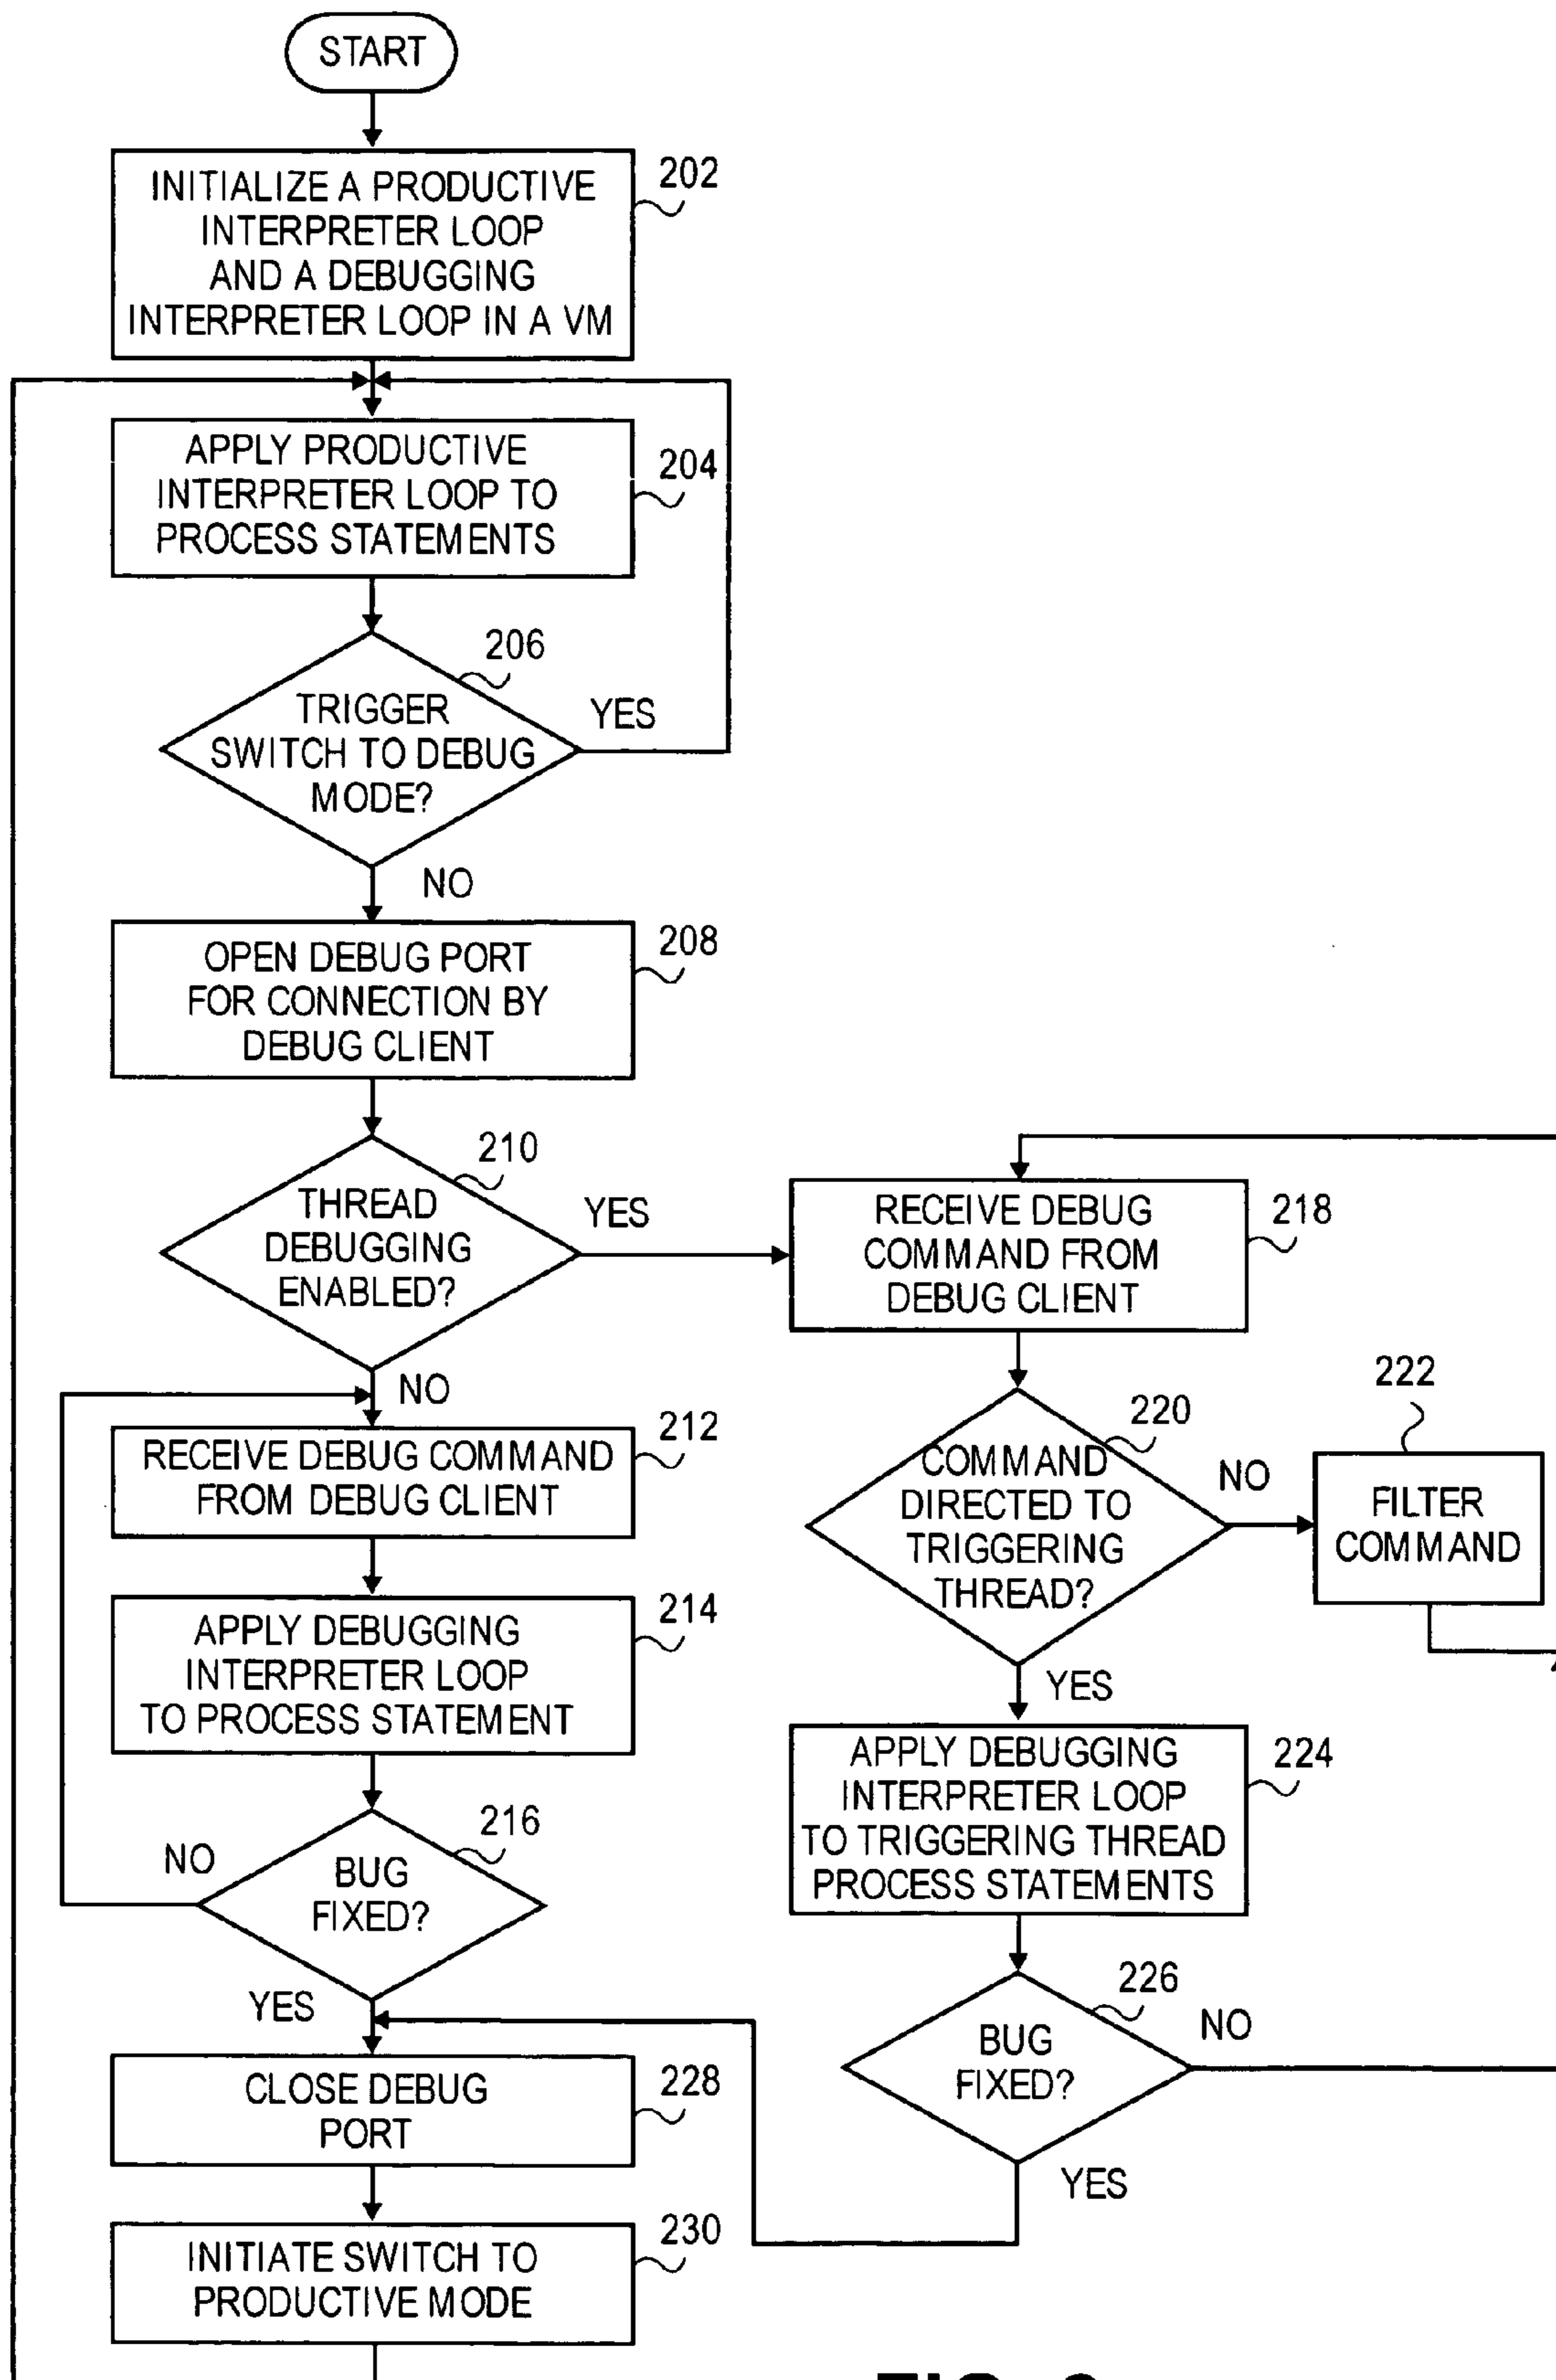 START
INITIALIZE A PRODUCTIVE
INTERPRETER LOOP
AND A DEBUGGING
INTERPRETER LOOP IN A VM
202
APPLY PRODUCTIVE
INTERPRETER LOOP TO
PROCESS STATEMENTS
204
206
TRIGGER
SWITCH TO DEBUG
MODE?
YES
NO
OPEN DEBUG PORT
FOR CONNECTION BY
DEBUG CLIENT
208
210
THREAD
DEBUGGING
ENABLED?
YES
NO
RECEIVE DEBUG COMMAND
FROM DEBUG CLIENT
212
APPLY DEBUGGING
INTERPRETER LOOP
TO PROCESS STATEMENT
214
216
BUG
FIXED?
NO
YES
RECEIVE DEBUG
COMMAND FROM
DEBUG CLIENT
218
220
COMMAND
DIRECTED TO
TRIGGERING
THREAD?
NO
222
FILTER
COMMAND
YES
APPLY DEBUGGING
INTERPRETER LOOP
TO TRIGGERING THREAD
PROCESS STATEMENTS
224
226
BUG
FIXED?
NO
YES
CLOSE DEBUG
PORT
228
INITIATE SWITCH TO
PRODUCTIVE MODE
230